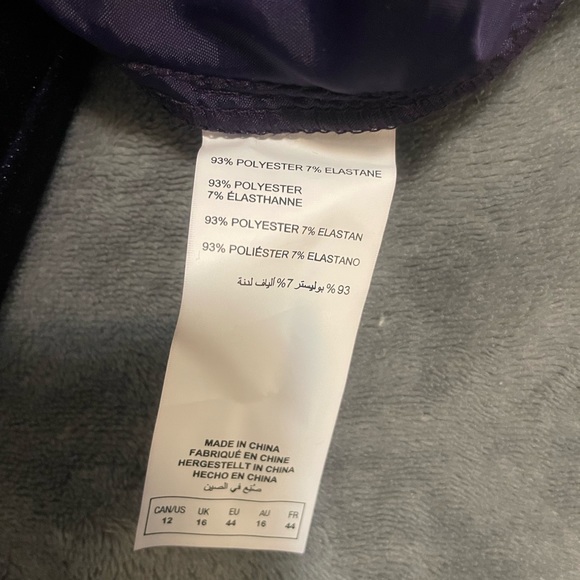 93% POLYESTER 7% ELASTANE
93% POLYESTER
7% ÉLASTHANNE
93% POLYESTER 7% ELASTAN
93% POLIÉSTER 7% ELASTANO
93 % بوليستر 7% ألياف لدنة
MADE IN CHINA
FABRIQUÉ EN CHINE
HERGESTELLT IN CHINA
HECHO EN CHINA
صنع في الصين
CAN/US UK EU AU FR
12 16 44 16 44